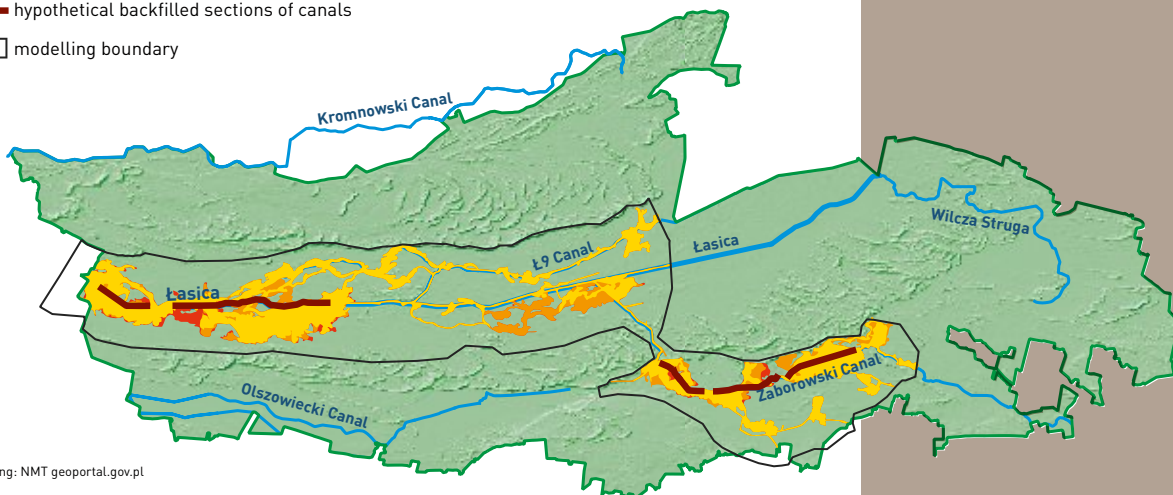 hypothetical backfilled sections of canals
modelling boundary
Kromnowski Canal
Wilcza Struga
Łasica
Ł9 Canal
Łasica
Zaborowski Canal
Olszowiecki Canal
ng: NMT geoportal.gov.pl